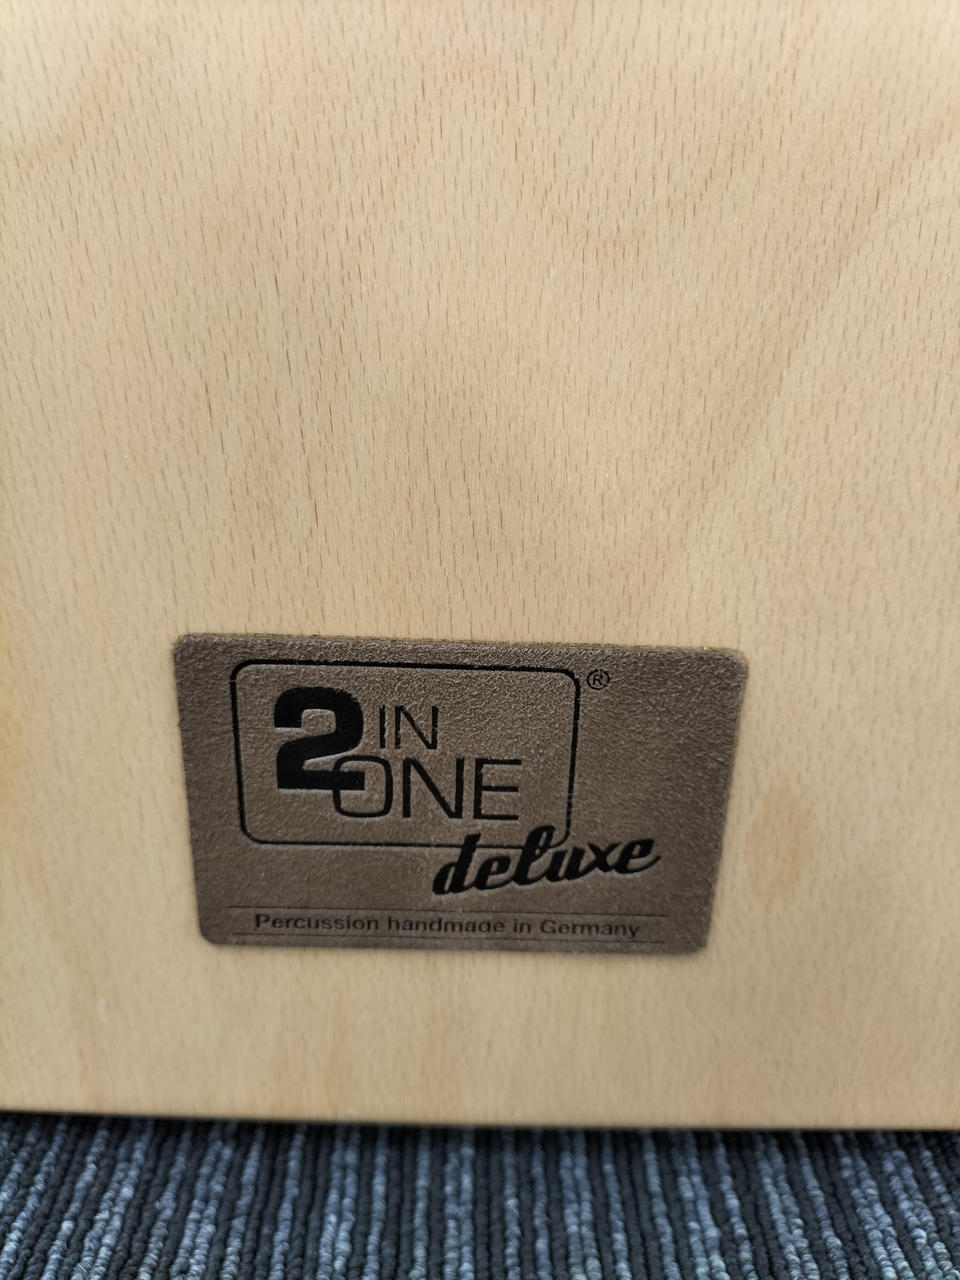 2 IN
ONE
®
deluxe
Percussion handmade in Germany